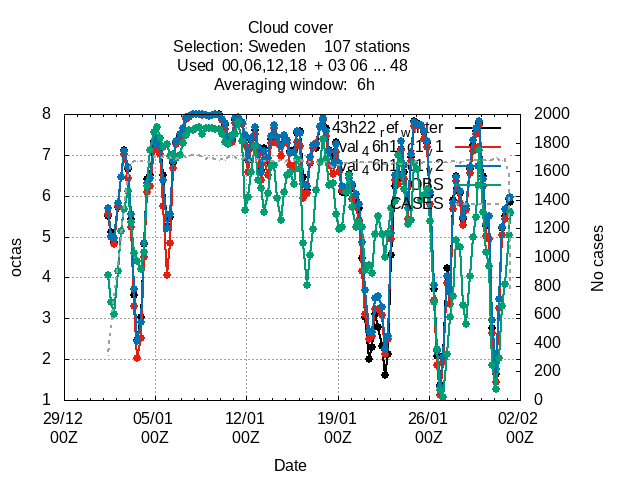 Cloud cover
Selection: Sweden    107 stations
Used  00,06,12,18  + 03 06 ... 48
Averaging window:  6h
octas
No cases
8
7
6
5
4
3
2
1
2000
1800
1600
1400
1200
1000
800
600
400
200
0
OBS
CASES
29/12 00Z
05/01 00Z
12/01 00Z
19/01 00Z
26/01 00Z
02/02 00Z
Date